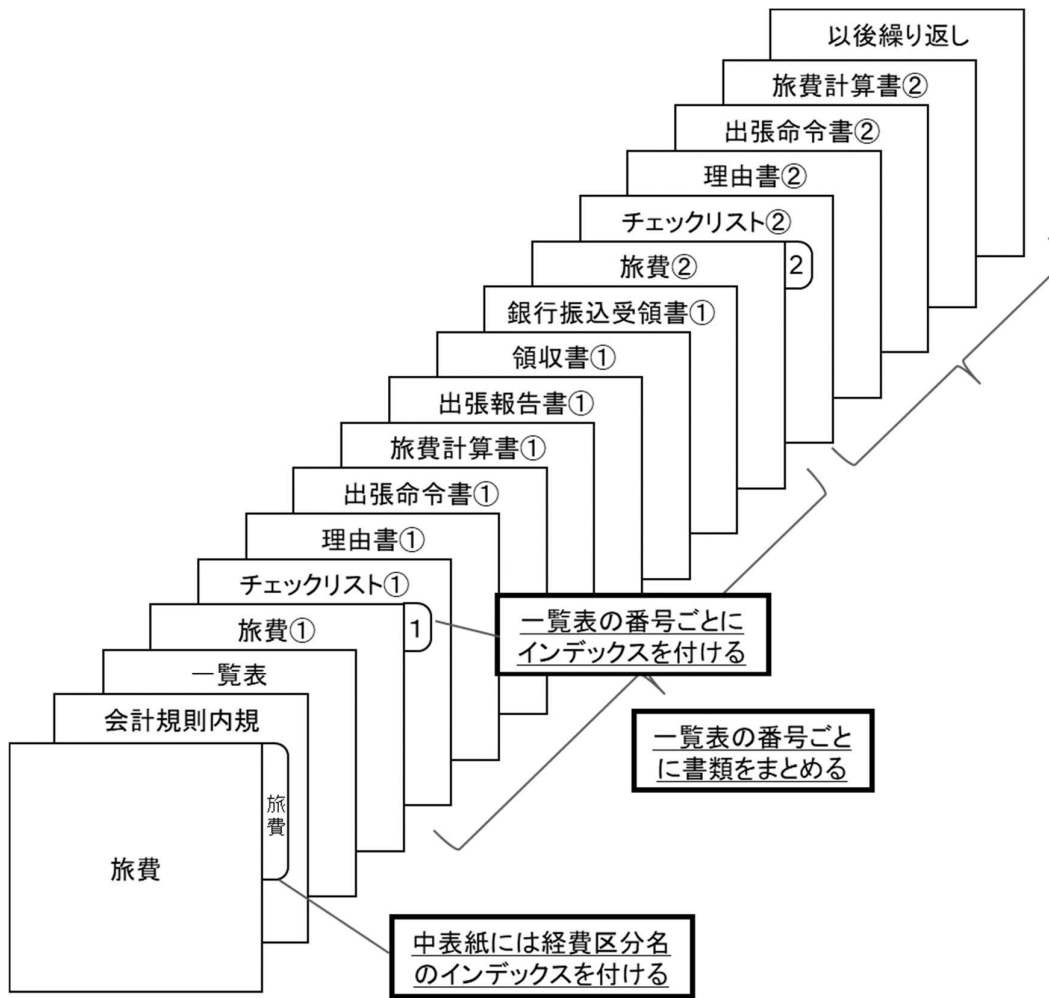 以後繰り返し
旅費計算書②
出張命令書②
理由書②
チェックリスト②
旅費②
2
銀行振込受領書①
領収書①
出張報告書①
旅費計算書①
出張命令書①
理由書①
チェックリスト①
旅費①
1
一覧表の番号ごとに
インデックスを付ける
一覧表
会計規則内規
一覧表の番号ごと
に書類をまとめる
旅費
旅費
中表紙には経費区分名
のインデックスを付ける